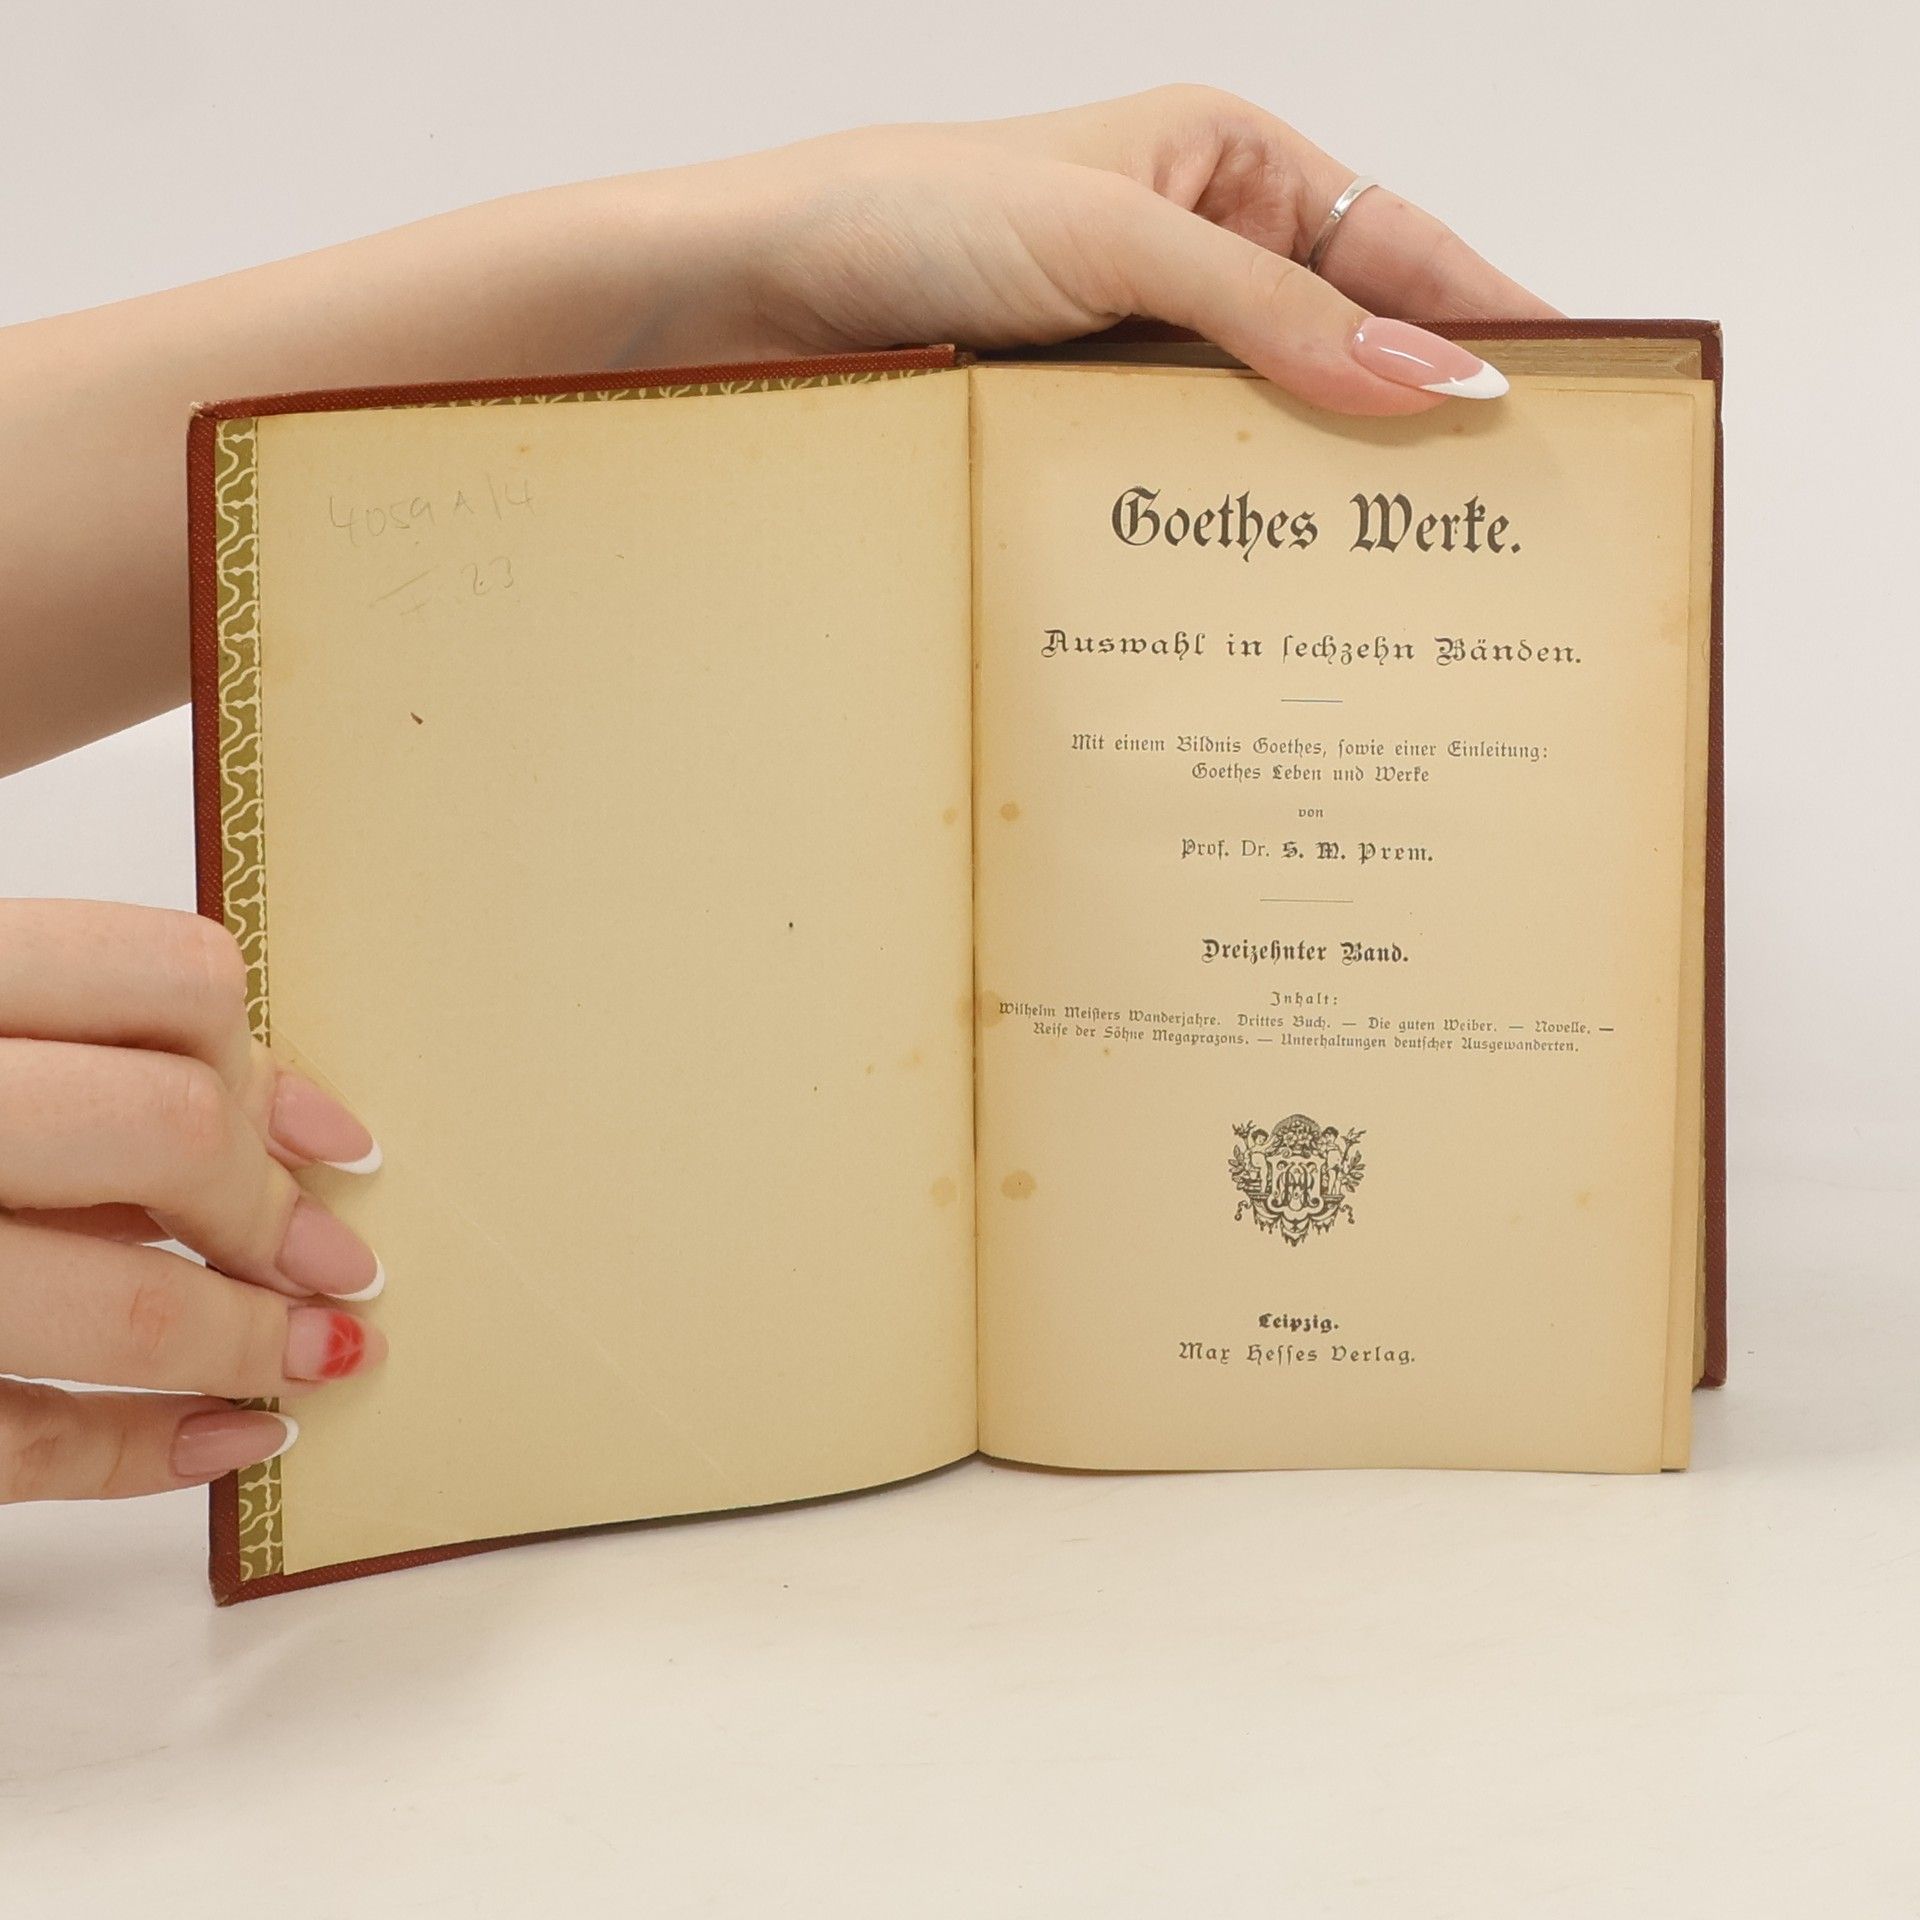 4059 A 14
23
Goethes Werke.
Auswahl in sechzehn Bänden.
Mit einem Bildnis Goethes, sowie einer Einleitung:
Goethes Leben und Werke
von
Prof. Dr. S. M. Prem.
Dreizehnter Band.
Inhalt:
Wilhelm Meisters Wanderjahre. Drittes Buch. — Die guten Weiber. — Novelle. —
Reise der Söhne Megaprazons. — Unterhaltungen deutscher Ausgewanderten.
Leipzig.
Max Hesses Verlag.